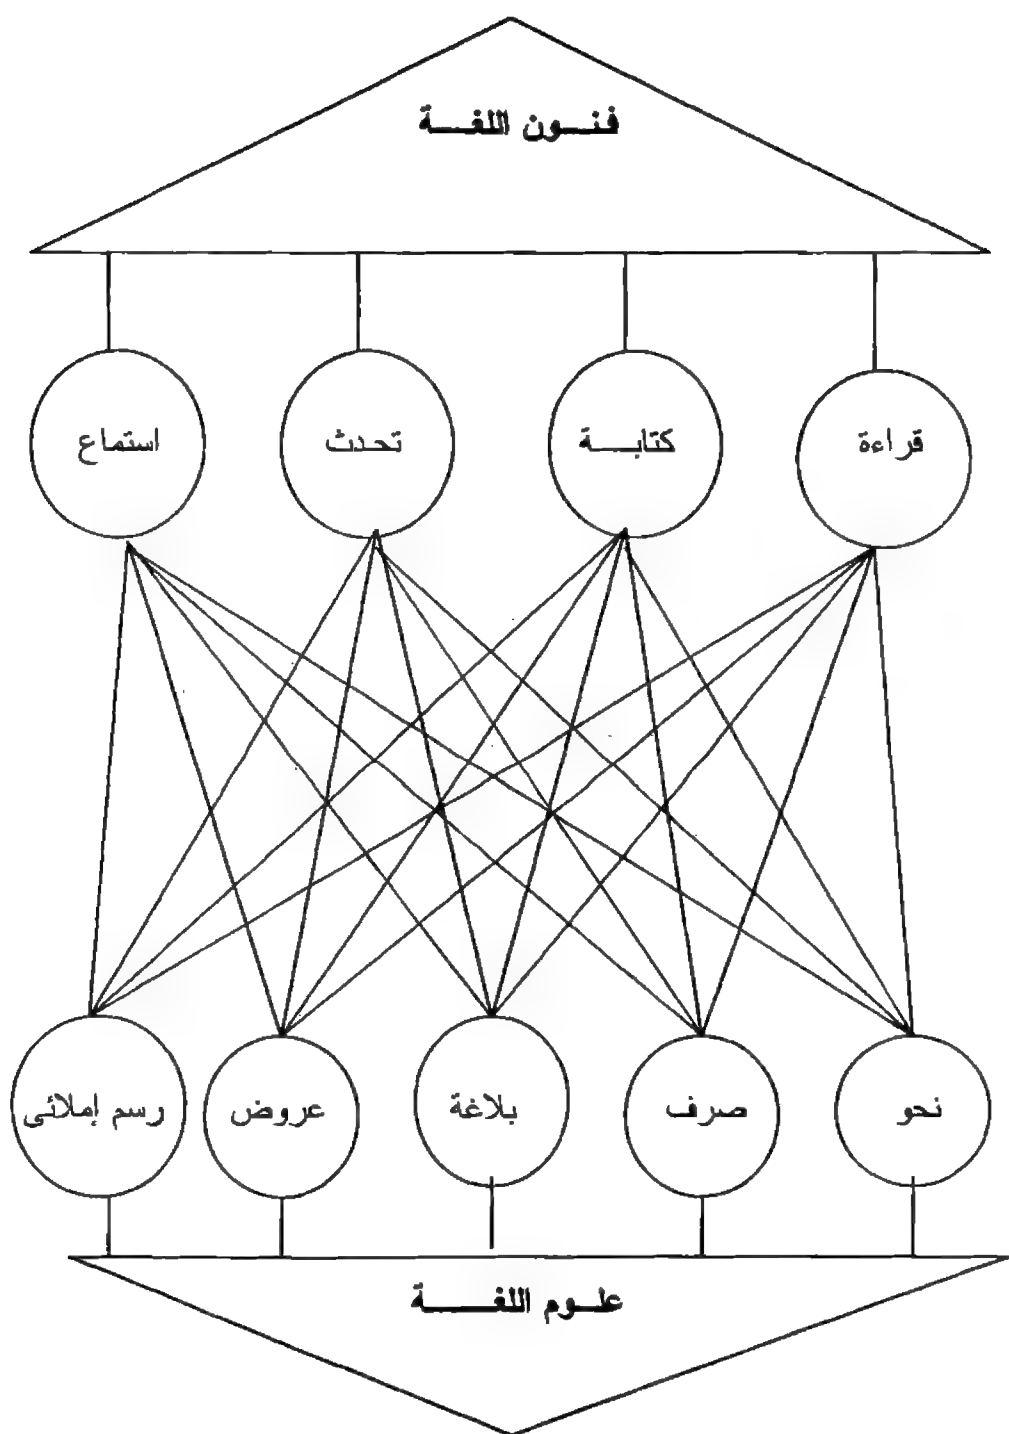 فنون اللغة
قراءة
كتابة
تحدث
استماع
نحو
صرف
بلاغة
عروض
رسم إملائى
علوم اللغة